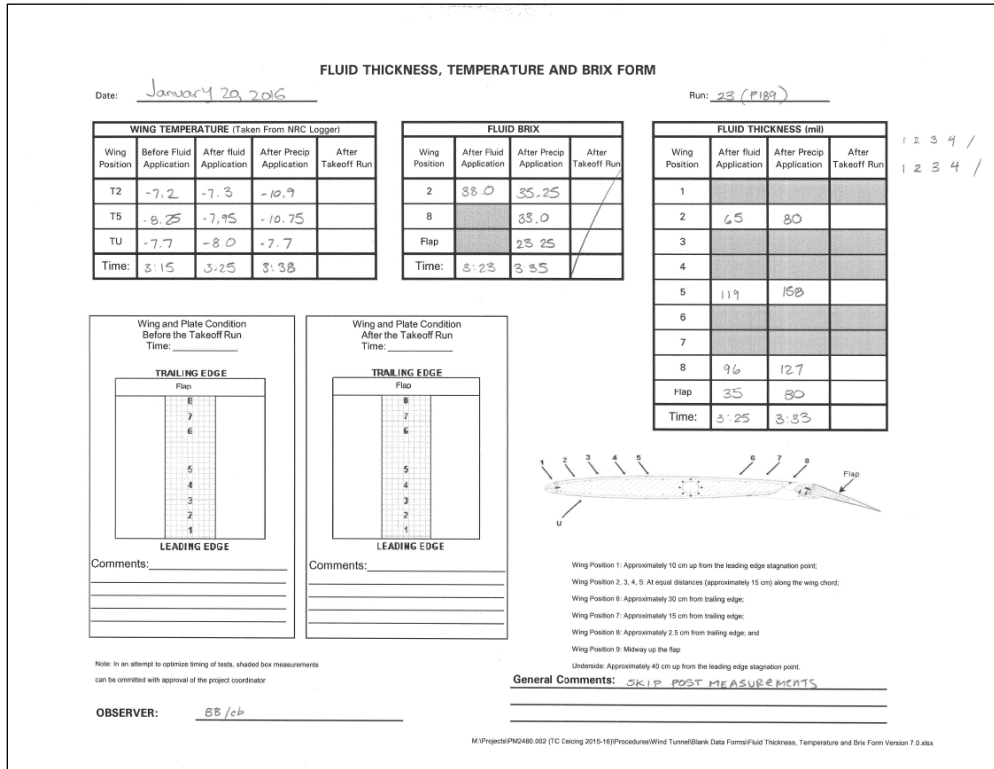 FLUID THICKNESS, TEMPERATURE AND BRIX FORM
Date: January 20, 2016
Run: 23 (P189)
WING TEMPERATURE (Taken From NRC Logger)
Wing Position Before Fluid Application After fluid Application After Precip Application After Takeoff Run
T2 -7.2 -7.3 -10.9
T5 -8.25 -7.95 -10.75
TU -7.7 -8.0 -7.7
Time: 3:15 3:25 3:38
FLUID BRIX
Wing Position After Fluid Application After Precip Application After Takeoff Run
2 38.0 35.25
8 35.0
Flap 23 25
Time: 3:23 3 35
FLUID THICKNESS (mil)
Wing Position After fluid Application After Precip Application After Takeoff Run
1
2 65 80
3
4
5 119 158
6
7
8 96 127
Flap 35 80
Time: 3:25 3:33
1 2 3 4 /
1 2 3 4 /
Wing and Plate Condition
Before the Takeoff Run
Time:
TRAILING EDGE
Flap
8
7
6
5
4
3
2
1
LEADING EDGE
Comments:
Wing and Plate Condition
After the Takeoff Run
Time:
TRAILING EDGE
Flap
8
7
6
5
4
3
2
1
LEADING EDGE
Comments:
1 2 3 4 5 6 7 8
Flap
U
Wing Position 1: Approximately 10 cm up from the leading edge stagnation point;
Wing Position 2, 3, 4, 5: At equal distances (approximately 15 cm) along the wing chord;
Wing Position 6: Approximately 30 cm from trailing edge;
Wing Position 7: Approximately 15 cm from trailing edge;
Wing Position 8: Approximately 2.5 cm from trailing edge; and
Wing Position 9: Midway up the flap
Underside: Approximately 40 cm up from the leading edge stagnation point.
Note: In an attempt to optimize timing of tests, shaded box measurements
can be ommitted with approval of the project coordinator
General Comments: SKIP POST MEASUREMENTS
OBSERVER: BB/cb
M:\Projects\PM2480.002 (TC Deicing 2015-16)\Procedures\Wind Tunnel\Blank Data Forms\Fluid Thickness, Temperature and Brix Form Version 7.0.xlsx